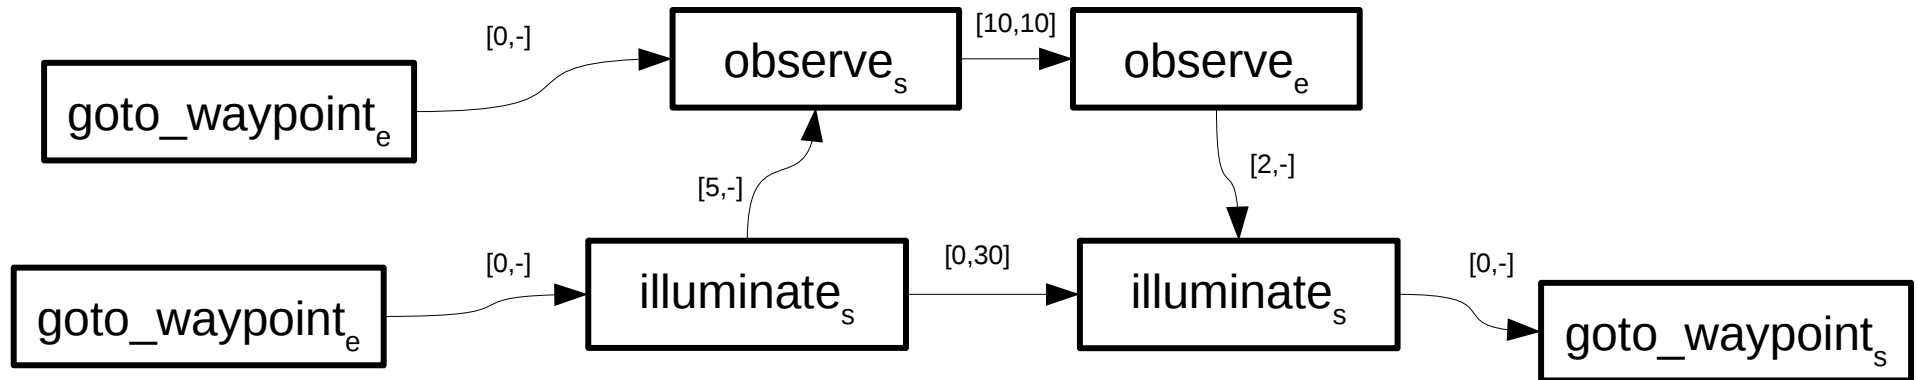 [0,-]
observe_s
[10,10]
observe_e
goto_waypoint_e
[5,-]
[2,-]
[0,-]
illuminate_s
[0,30]
illuminate_s
[0,-]
goto_waypoint_e
goto_waypoint_s